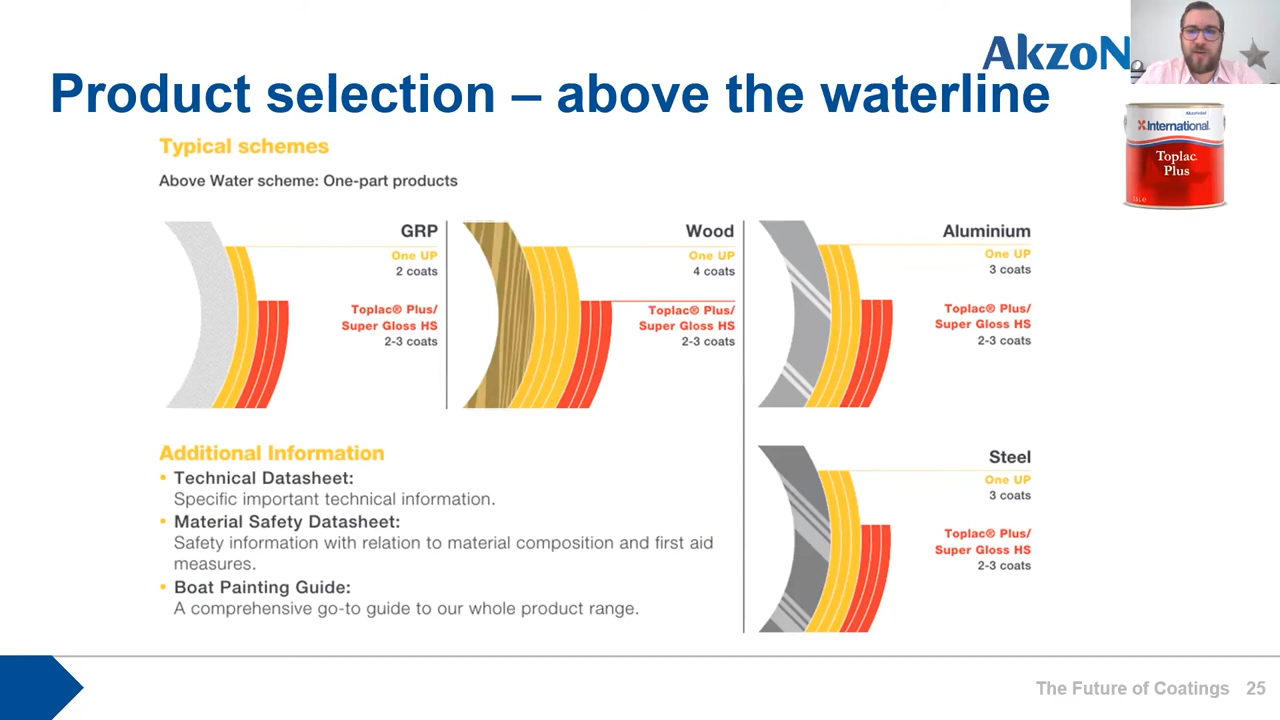 AkzoN
Product selection – above the waterline
International
Toplac
Plus
Typical schemes
Above Water scheme: One-part products
GRP
One UP
2 coats
Toplac® Plus/
Super Gloss HS
2-3 coats
Wood
One UP
4 coats
Toplac® Plus/
Super Gloss HS
2-3 coats
Aluminium
One UP
3 coats
Toplac® Plus/
Super Gloss HS
2-3 coats
Additional Information
• Technical Datasheet:
Specific important technical information.
• Material Safety Datasheet:
Safety information with relation to material composition and first aid
measures.
• Boat Painting Guide:
A comprehensive go-to guide to our whole product range.
Steel
One UP
3 coats
Toplac® Plus/
Super Gloss HS
2-3 coats
The Future of Coatings 25